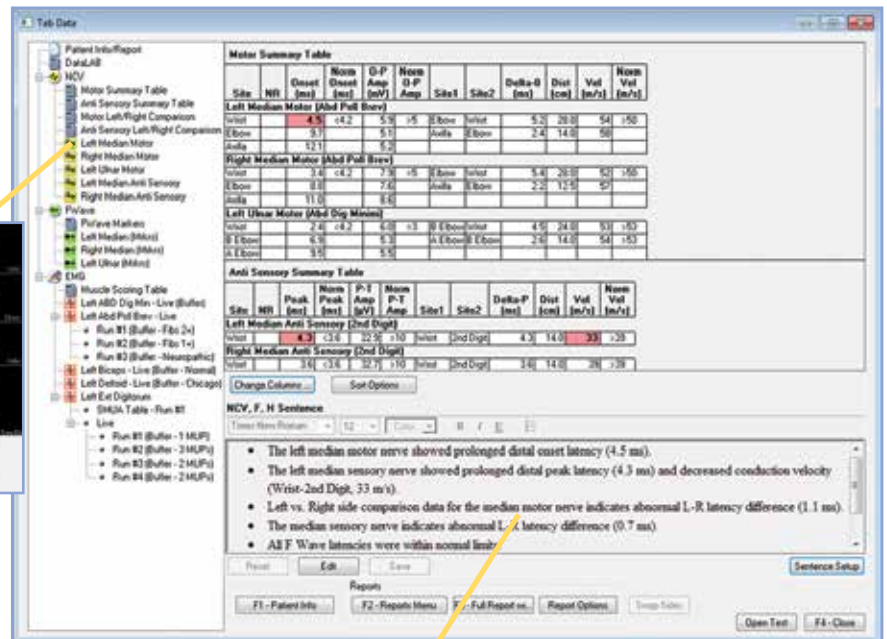 Tab Data
Patient Info/Report
DataLAB
NCV
Motor Summary Table
Anti Sensory Summary Table
Motor Left/Right Comparison
Anti Sensory Left/Right Comparison
Left Median Motor
Right Median Motor
Left Ulnar Motor
Left Median Anti Sensory
Right Median Anti Sensory
FWave
FWave Markers
Left Median (Mrkrs)
Right Median (Mrkrs)
Left Ulnar (Mrkrs)
EMG
Muscle Scoring Table
Left ABD Dig Min - Live (Buffer)
Left Abd Poll Brev - Live
Run #1 (Buffer - Fibs 2+)
Run #2 (Buffer - Fibs 1+)
Run #3 (Buffer - Neuropathic)
Left Biceps - Live (Buffer - Normal)
Left Deltoid - Live (Buffer - Chicago)
Left Ext Digitorum
SMUA Table - Run #1
Live
Run #1 (Buffer - 1 MUP)
Run #2 (Buffer - 3 MUPs)
Run #3 (Buffer - 2 MUPs)
Run #4 (Buffer - 2 MUPs)
Motor Summary Table
Site NR Onset (ms) Norm Onset (ms) O-P Amp (mV) Norm O-P Amp Site1 Site2 Delta-0 (ms) Dist (cm) Vel (m/s) Norm Vel (m/s)
Left Median Motor (Abd Poll Brev)
Wrist 4.5 <4.2 5.9 >5 Elbow Wrist 5.2 28.0 54 >50
Elbow 9.7 5.1 Axilla Elbow 2.4 14.0 58
Axilla 12.1 5.2
Right Median Motor (Abd Poll Brev)
Wrist 3.4 <4.2 7.9 >5 Elbow Wrist 5.4 28.0 52 >50
Elbow 8.8 7.6 Axilla Elbow 2.2 12.5 57
Axilla 11.0 8.6
Left Ulnar Motor (Abd Dig Minimi)
Wrist 2.4 <4.2 6.0 >3 B Elbow Wrist 4.5 24.0 53 >53
B Elbow 6.9 5.3 A Elbow B Elbow 2.6 14.0 54 >53
A Elbow 9.5 5.5
Anti Sensory Summary Table
Site NR Peak (ms) Norm Peak (ms) P-T Amp (µV) Norm P-T Amp Site1 Site2 Delta-P (ms) Dist (cm) Vel (m/s) Norm Vel (m/s)
Left Median Anti Sensory (2nd Digit)
Wrist 4.3 <3.6 22.9 >10 Wrist 2nd Digit 4.3 14.0 33 >39
Right Median Anti Sensory (2nd Digit)
Wrist 3.6 <3.6 32.7 >10 Wrist 2nd Digit 3.6 14.0 39 >39
Change Columns ... Sort Options
NCV, F, H Sentence
Times New Roman 12 Color B I U
• The left median motor nerve showed prolonged distal onset latency (4.5 ms).
• The left median sensory nerve showed prolonged distal peak latency (4.3 ms) and decreased conduction velocity
(Wrist-2nd Digit, 33 m/s).
• Left vs. Right side comparison data for the median motor nerve indicates abnormal L-R latency difference (1.1 ms).
• The median sensory nerve indicates abnormal L-R latency difference (0.7 ms).
• All F Wave latencies were within normal limits.
Reset Edit Save Sentence Setup
Reports
F1 - Patient Info F2 - Reports Menu - Full Report Report Options Swap Sides
Open Test F4 - Close